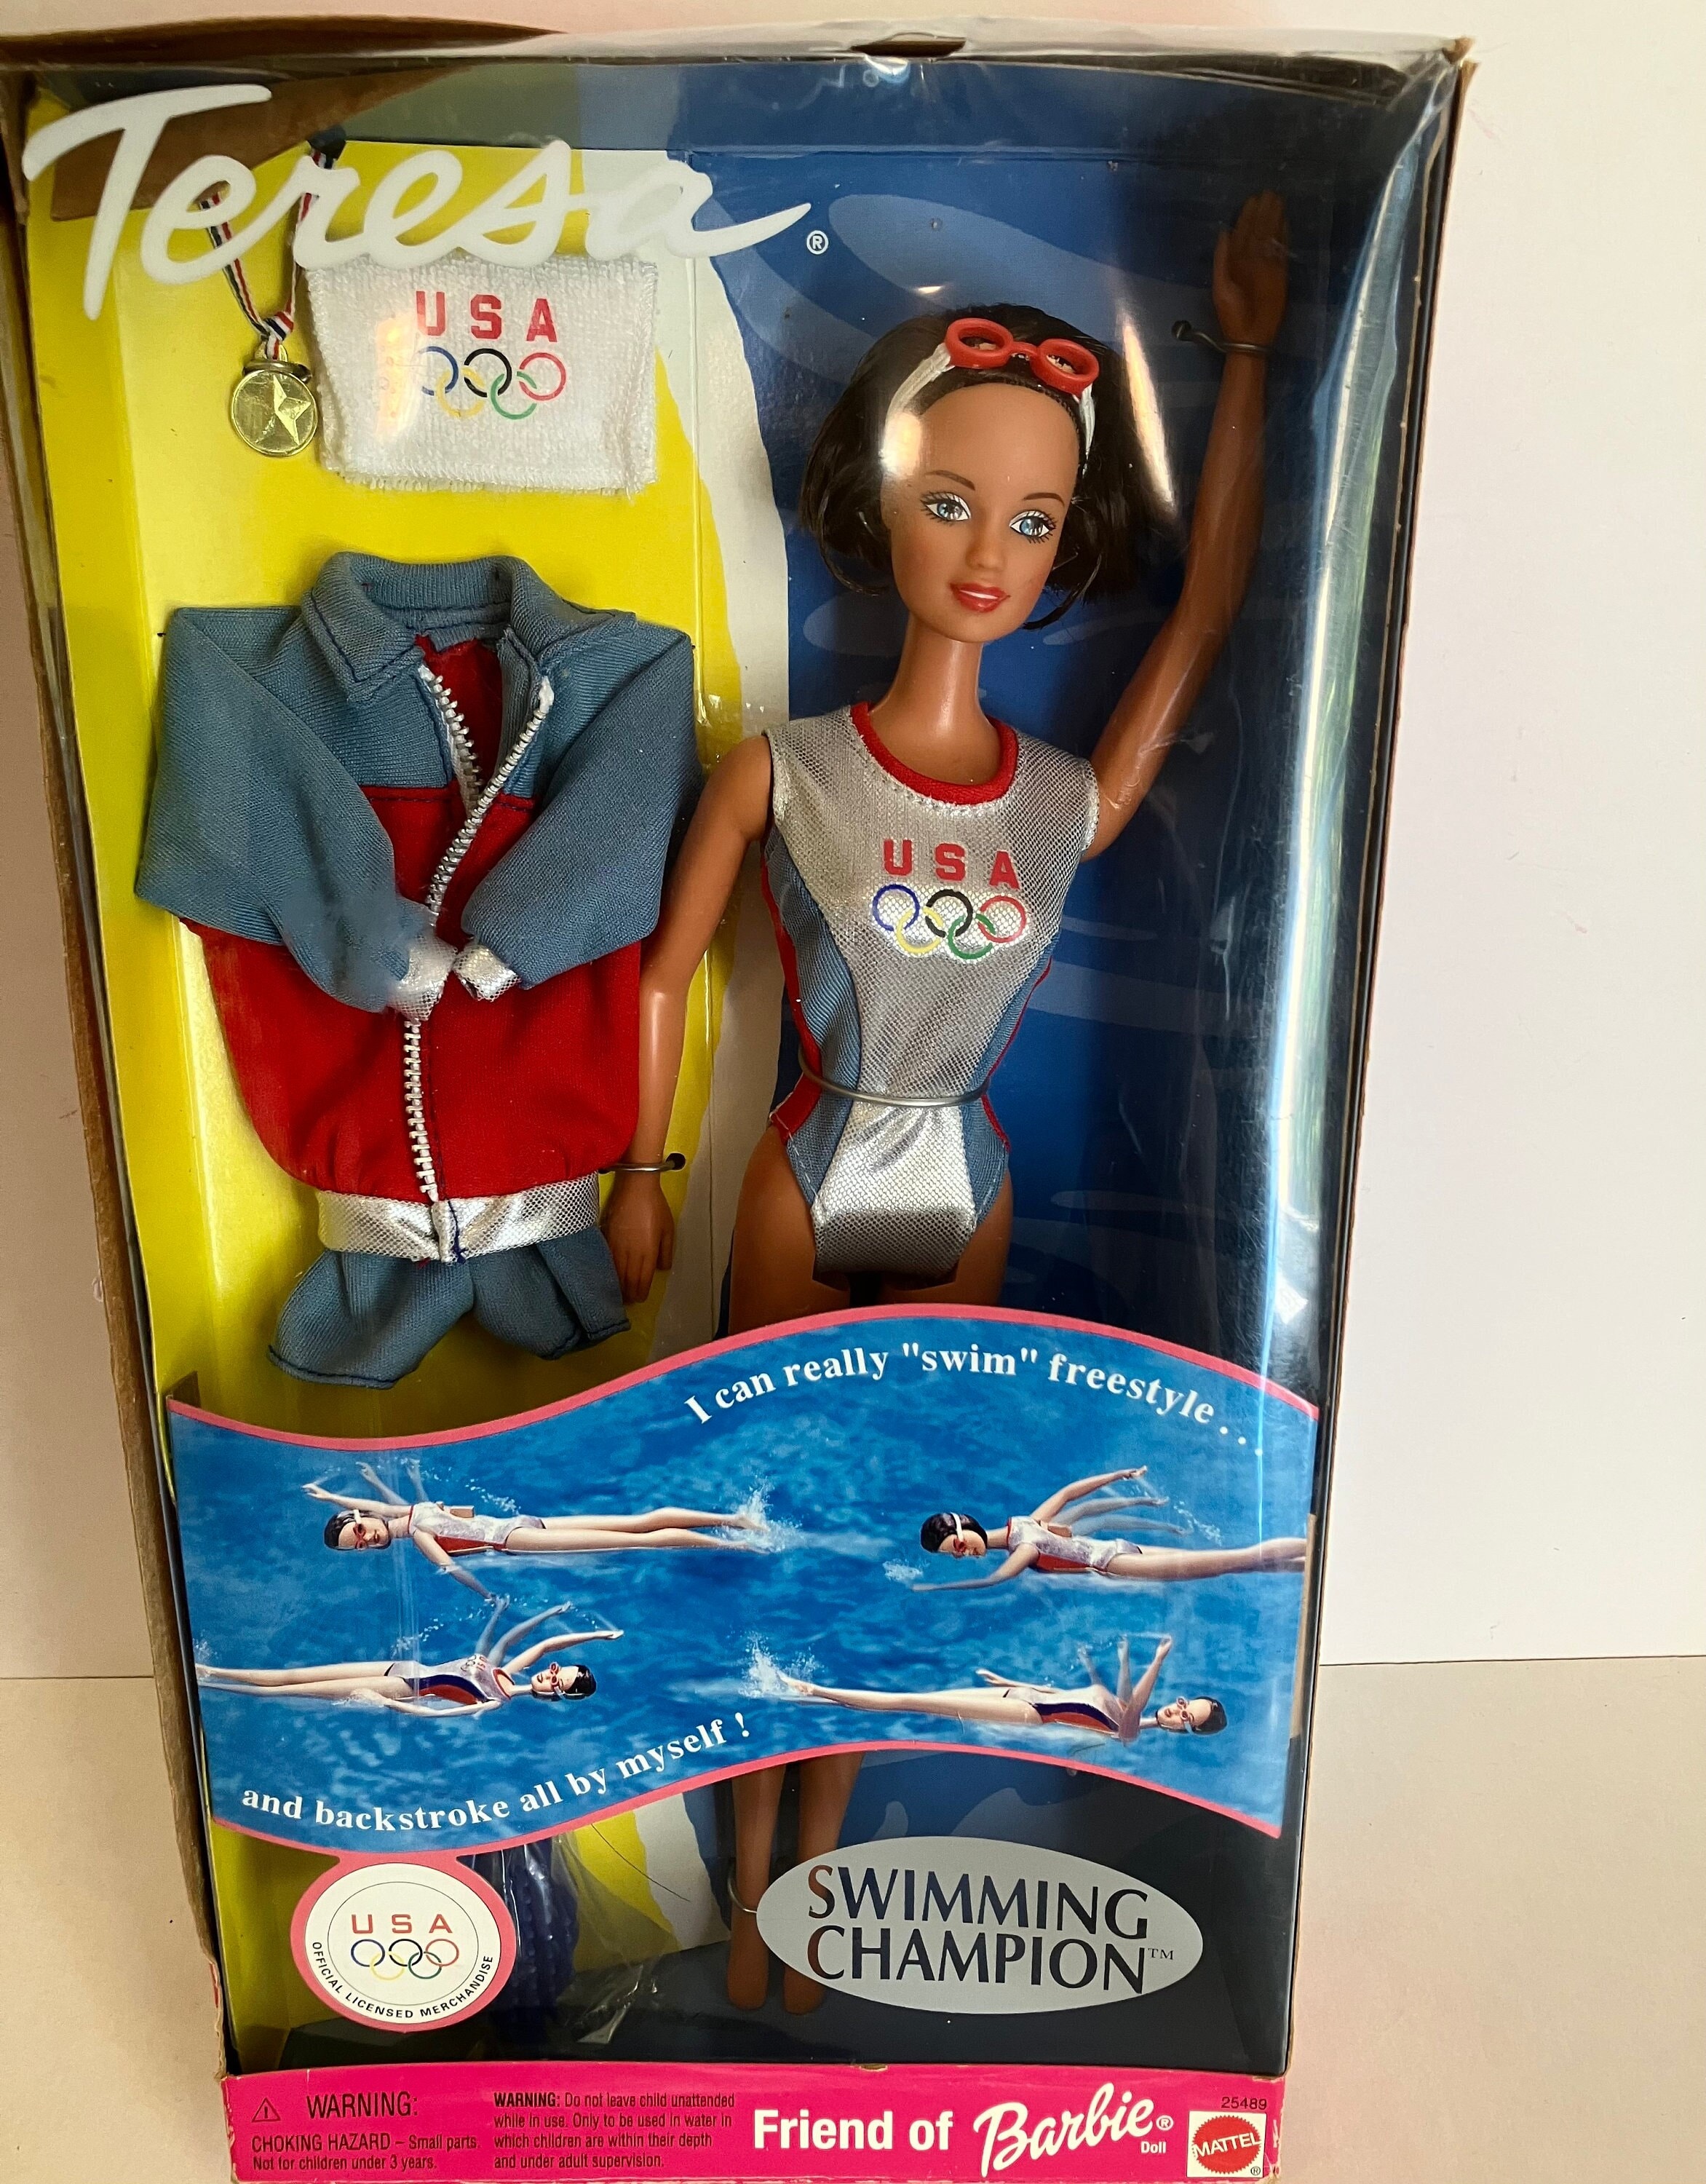 Teresa®
USA
USA
I can really "swim" freestyle...
and backstroke all by myself!
USA
OFFICIAL LICENSED MERCHANDISE
SWIMMING
CHAMPION™
⚠ WARNING:
CHOKING HAZARD – Small parts.
Not for children under 3 years.
WARNING: Do not leave child unattended
while in use. Only to be used in water in
which children are within their depth
and under adult supervision.
Friend of Barbie®
Doll
25489
MATTEL
®